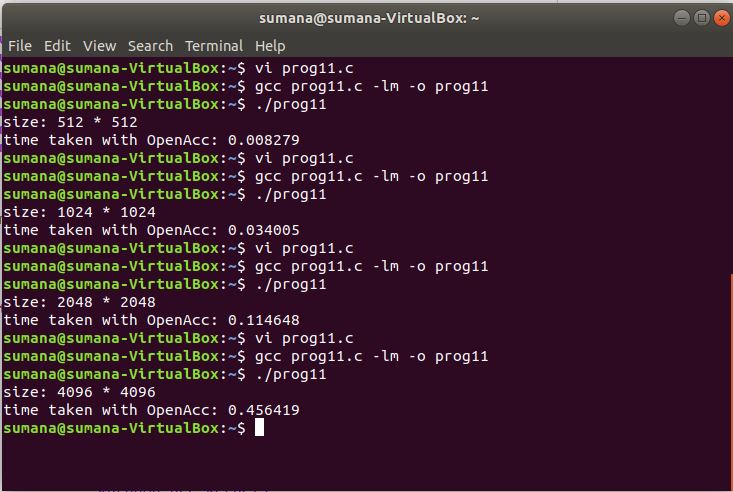 sumana@sumana-VirtualBox: ~
File Edit View Search Terminal Help
sumana@sumana-VirtualBox:~$ vi prog11.c
sumana@sumana-VirtualBox:~$ gcc prog11.c -lm -o prog11
sumana@sumana-VirtualBox:~$ ./prog11
size: 512 * 512
time taken with OpenAcc: 0.008279
sumana@sumana-VirtualBox:~$ vi prog11.c
sumana@sumana-VirtualBox:~$ gcc prog11.c -lm -o prog11
sumana@sumana-VirtualBox:~$ ./prog11
size: 1024 * 1024
time taken with OpenAcc: 0.034005
sumana@sumana-VirtualBox:~$ vi prog11.c
sumana@sumana-VirtualBox:~$ gcc prog11.c -lm -o prog11
sumana@sumana-VirtualBox:~$ ./prog11
size: 2048 * 2048
time taken with OpenAcc: 0.114648
sumana@sumana-VirtualBox:~$ vi prog11.c
sumana@sumana-VirtualBox:~$ gcc prog11.c -lm -o prog11
sumana@sumana-VirtualBox:~$ ./prog11
size: 4096 * 4096
time taken with OpenAcc: 0.456419
sumana@sumana-VirtualBox:~$